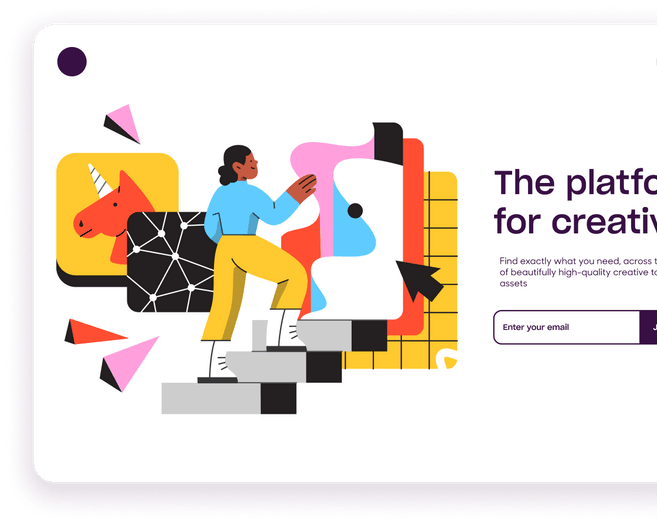 The platfo
for creativ
Find exactly what you need, across t
of beautifully high-quality creative to
assets
Enter your email J